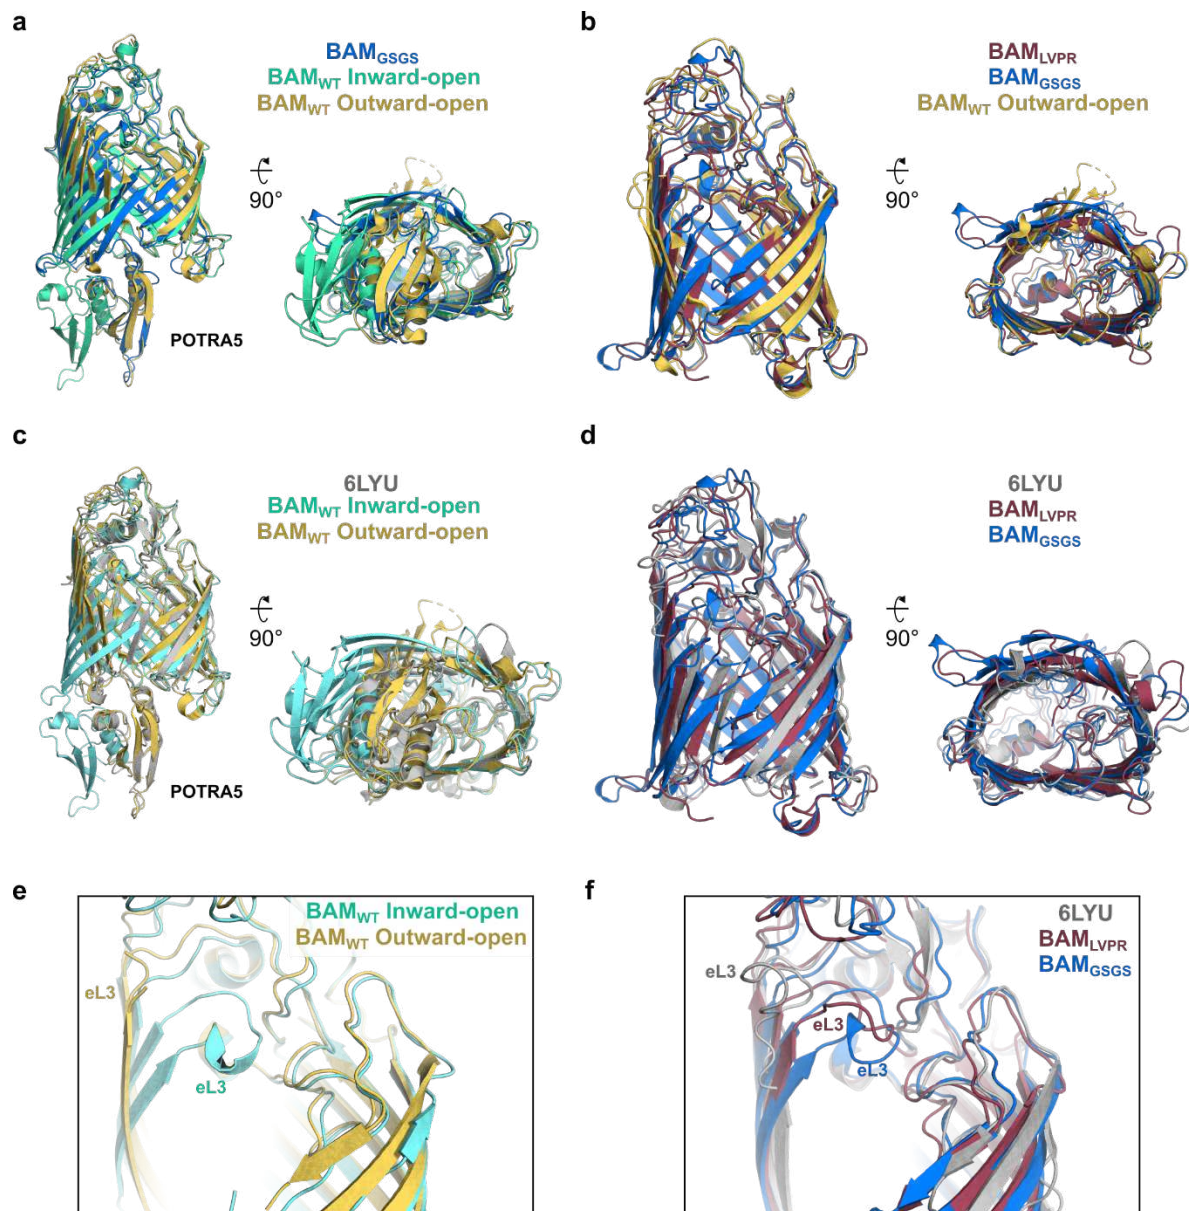 a
BAMGSGS
BAMWT Inward-open
BAMWT Outward-open
90°
POTRA5
b
BAMLVPR
BAMGSGS
BAMWT Outward-open
90°
c
6LYU
BAMWT Inward-open
BAMWT Outward-open
90°
POTRA5
d
6LYU
BAMLVPR
BAMGSGS
90°
e
BAMWT Inward-open
BAMWT Outward-open
eL3
eL3
f
6LYU
BAMLVPR
BAMGSGS
eL3
eL3
eL3